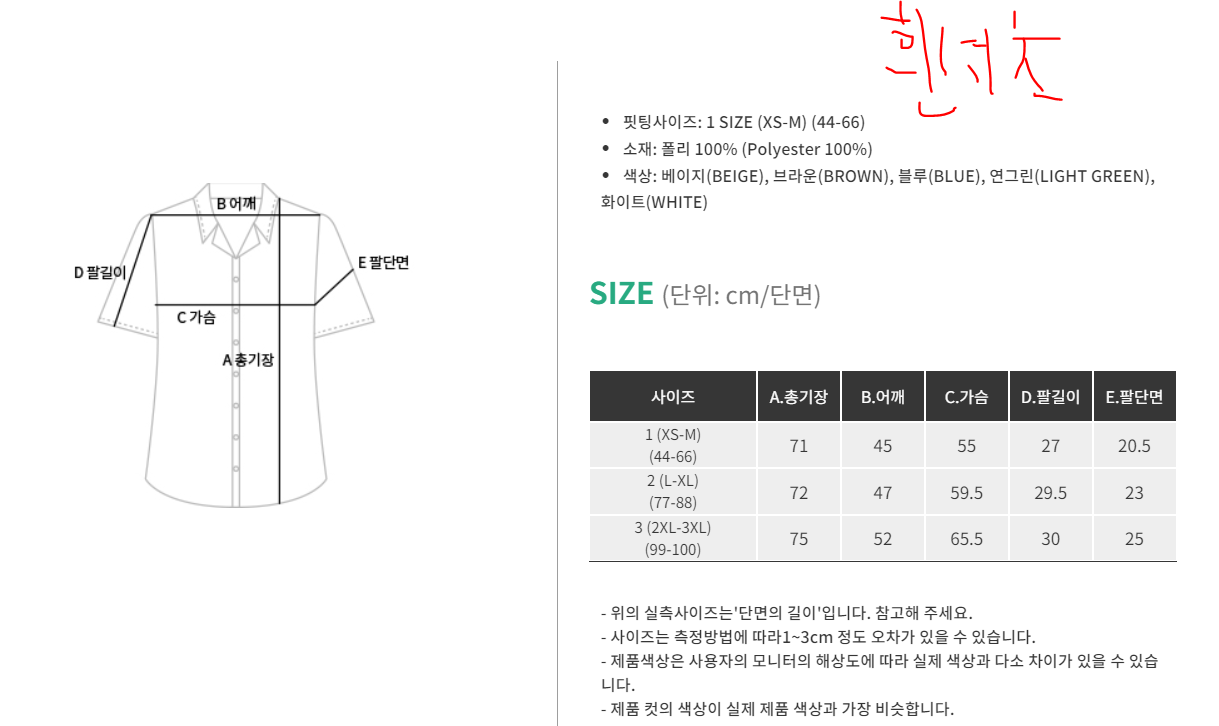 흰셔츠
• 핏팅사이즈: 1 SIZE (XS-M) (44-66)
• 소재: 폴리 100% (Polyester 100%)
• 색상: 베이지(BEIGE), 브라운(BROWN), 블루(BLUE), 연그린(LIGHT GREEN),
화이트(WHITE)
B 어깨
D 팔길이
E 팔단면
C 가슴
A 총기장
SIZE (단위: cm/단면)
사이즈 A.총기장 B.어깨 C.가슴 D.팔길이 E.팔단면
1 (XS-M)
(44-66) 71 45 55 27 20.5
2 (L-XL)
(77-88) 72 47 59.5 29.5 23
3 (2XL-3XL)
(99-100) 75 52 65.5 30 25
- 위의 실측사이즈는'단면의 길이'입니다. 참고해 주세요.
- 사이즈는 측정방법에 따라1~3cm 정도 오차가 있을 수 있습니다.
- 제품색상은 사용자의 모니터의 해상도에 따라 실제 색상과 다소 차이가 있을 수 있습
니다.
- 제품 컷의 색상이 실제 제품 색상과 가장 비슷합니다.